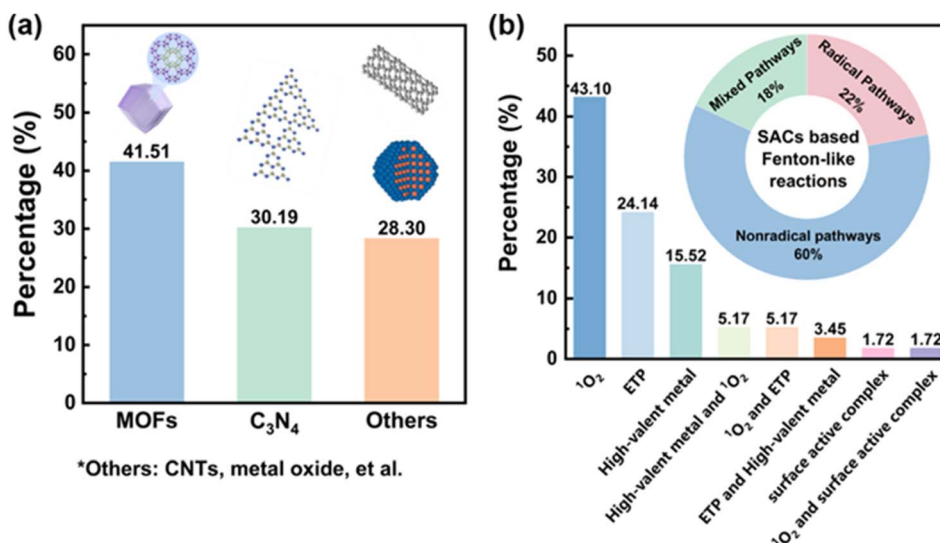 (a)
Percentage (%)
60
50
40
30
20
10
0
41.51
30.19
28.30
MOFs
C₃N₄
Others
*Others: CNTs, metal oxide, et al.
(b)
Percentage (%)
50
40
30
20
10
0
43.10
24.14
15.52
5.17
5.17
3.45
1.72
1.72
¹O₂
ETP
High-valent metal
High-valent metal and ¹O₂
¹O₂ and ETP
ETP and High-valent metal
surface active complex
¹O₂ and surface active complex
Mixed Pathways
18%
Radical Pathways
22%
SACs based
Fenton-like
reactions
Nonradical pathways
60%